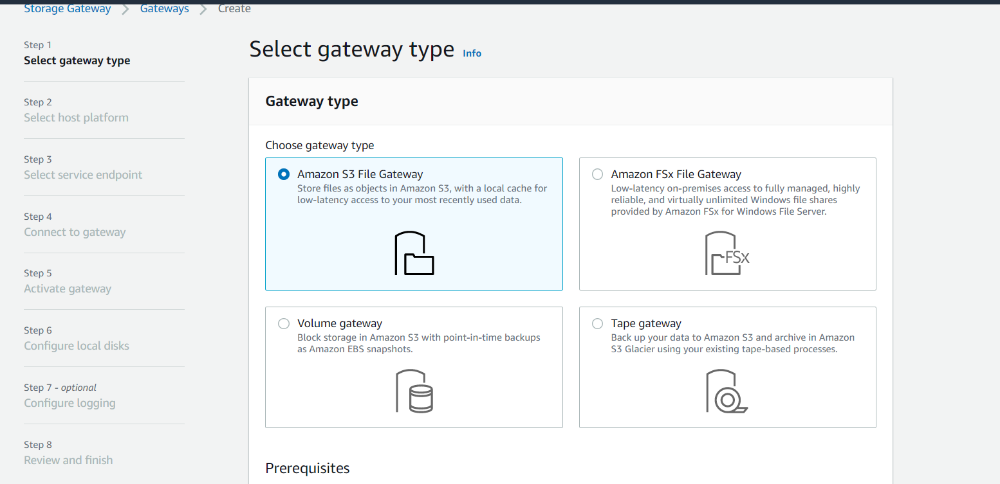 Storage Gateway > Gateways > Create
Step 1
Select gateway type
Step 2
Select host platform
Step 3
Select service endpoint
Step 4
Connect to gateway
Step 5
Activate gateway
Step 6
Configure local disks
Step 7 - optional
Configure logging
Step 8
Review and finish
Select gateway type Info
Gateway type
Choose gateway type
Amazon S3 File Gateway
Store files as objects in Amazon S3, with a local cache for
low-latency access to your most recently used data.
Amazon FSx File Gateway
Low-latency on-premises access to fully managed, highly
reliable, and virtually unlimited Windows file shares
provided by Amazon FSx for Windows File Server.
FSx
Volume gateway
Block storage in Amazon S3 with point-in-time backups
as Amazon EBS snapshots.
Tape gateway
Back up your data to Amazon S3 and archive in Amazon
S3 Glacier using your existing tape-based processes.
Prerequisites